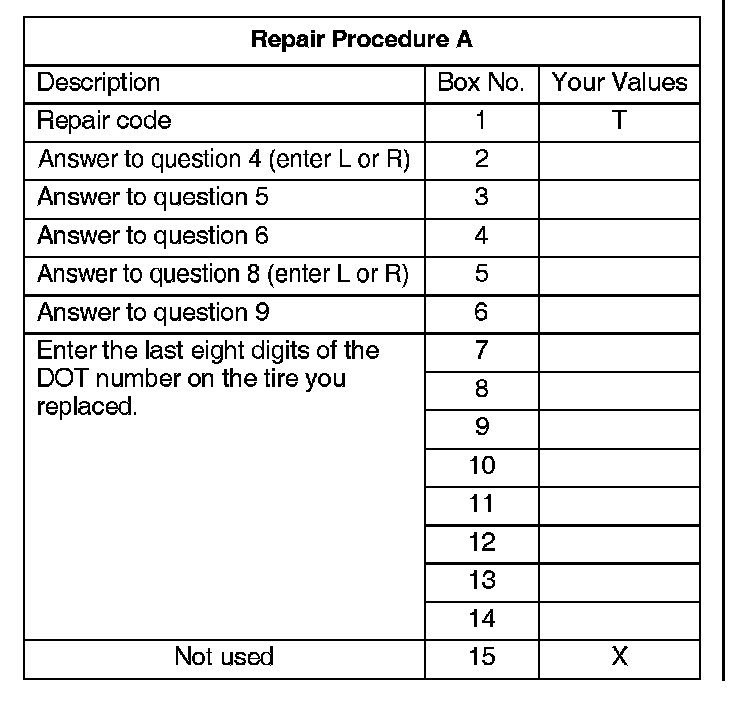 Repair Procedure A
Description Box No. Your Values
Repair code 1 T
Answer to question 4 (enter L or R) 2
Answer to question 5 3
Answer to question 6 4
Answer to question 8 (enter L or R) 5
Answer to question 9 6
Enter the last eight digits of the 7
DOT number on the tire you 8
replaced.
9
10
11
12
13
14
Not used 15 X